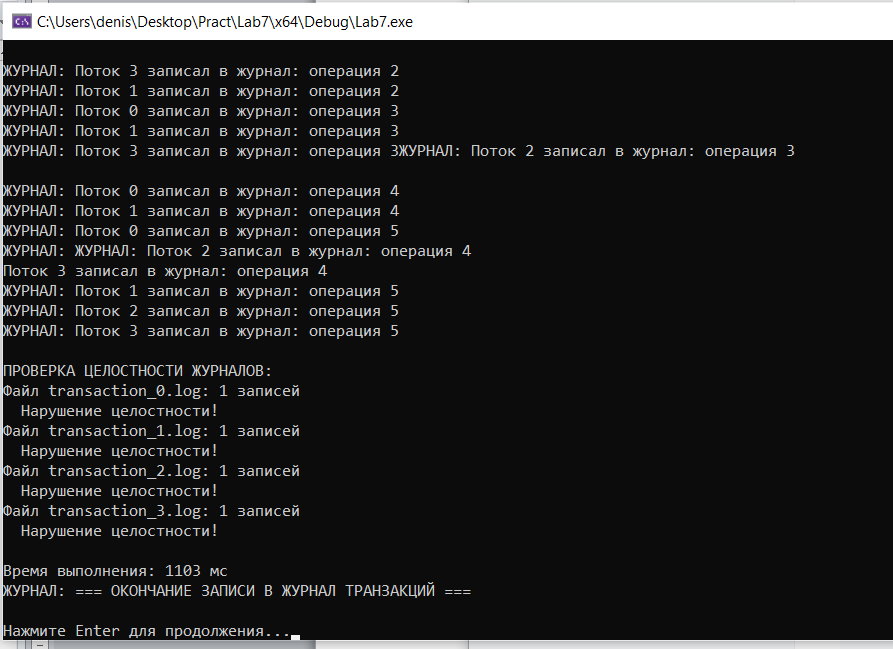 C:\Users\denis\Desktop\Pract\Lab7\x64\Debug\Lab7.exe
ЖУРНАЛ: Поток 3 записал в журнал: операция 2
ЖУРНАЛ: Поток 1 записал в журнал: операция 2
ЖУРНАЛ: Поток 0 записал в журнал: операция 3
ЖУРНАЛ: Поток 1 записал в журнал: операция 3
ЖУРНАЛ: Поток 3 записал в журнал: операция 3ЖУРНАЛ: Поток 2 записал в журнал: операция 3
ЖУРНАЛ: Поток 0 записал в журнал: операция 4
ЖУРНАЛ: Поток 1 записал в журнал: операция 4
ЖУРНАЛ: Поток 0 записал в журнал: операция 5
ЖУРНАЛ: ЖУРНАЛ: Поток 2 записал в журнал: операция 4
Поток 3 записал в журнал: операция 4
ЖУРНАЛ: Поток 1 записал в журнал: операция 5
ЖУРНАЛ: Поток 2 записал в журнал: операция 5
ЖУРНАЛ: Поток 3 записал в журнал: операция 5
ПРОВЕРКА ЦЕЛОСТНОСТИ ЖУРНАЛОВ:
Файл transaction_0.log: 1 записей
Нарушение целостности!
Файл transaction_1.log: 1 записей
Нарушение целостности!
Файл transaction_2.log: 1 записей
Нарушение целостности!
Файл transaction_3.log: 1 записей
Нарушение целостности!
Время выполнения: 1103 мс
ЖУРНАЛ: === ОКОНЧАНИЕ ЗАПИСИ В ЖУРНАЛ ТРАНЗАКЦИЙ ===
Нажмите Enter для продолжения...